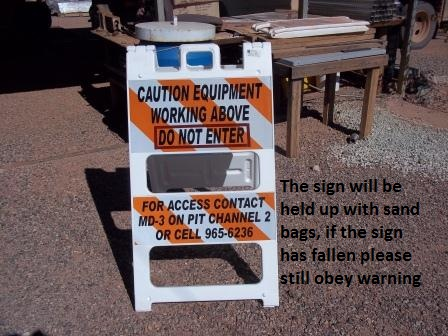 CAUTION EQUIPMENT
WORKING ABOVE
DO NOT ENTER
FOR ACCESS CONTACT
MD-3 ON PIT CHANNEL 2
OR CELL 965-6236
The sign will be
held up with sand
bags, if the sign
has fallen please
still obey warning